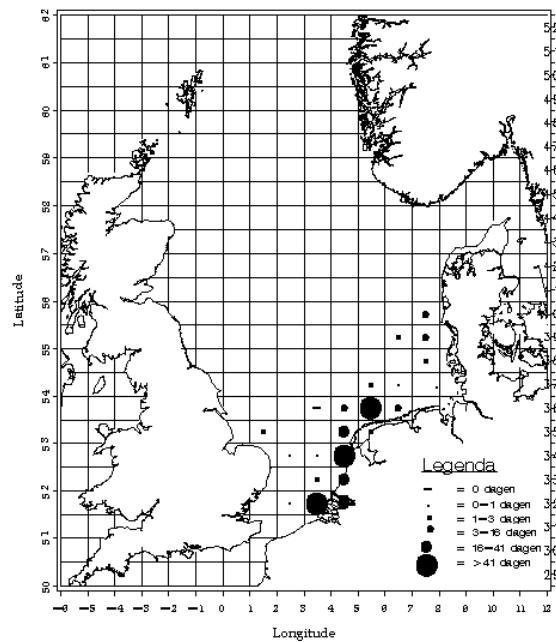 62
61
60
59
58
57
56
55
54
53
52
51
50
Latitude
Legenda
= 0 dagen
= 0-1 dagen
= 1-3 dagen
= 3-16 dagen
= 16-41 dagen
= >41 dagen
-6 -5 -4 -3 -2 -1 0 1 2 3 4 5 6 7 8 9 10 11 12
Longitude